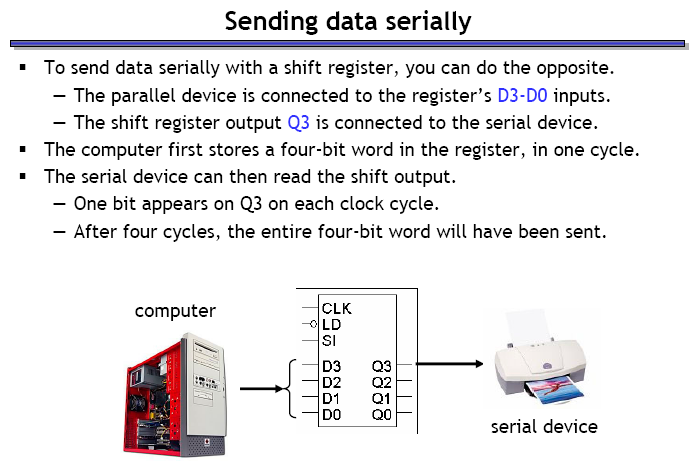 Sending data serially
▪ To send data serially with a shift register, you can do the opposite.
— The parallel device is connected to the register's D3-D0 inputs.
— The shift register output Q3 is connected to the serial device.
▪ The computer first stores a four-bit word in the register, in one cycle.
▪ The serial device can then read the shift output.
— One bit appears on Q3 on each clock cycle.
— After four cycles, the entire four-bit word will have been sent.
computer
CLK
LD
SI
D3 Q3
D2 Q2
D1 Q1
D0 Q0
serial device